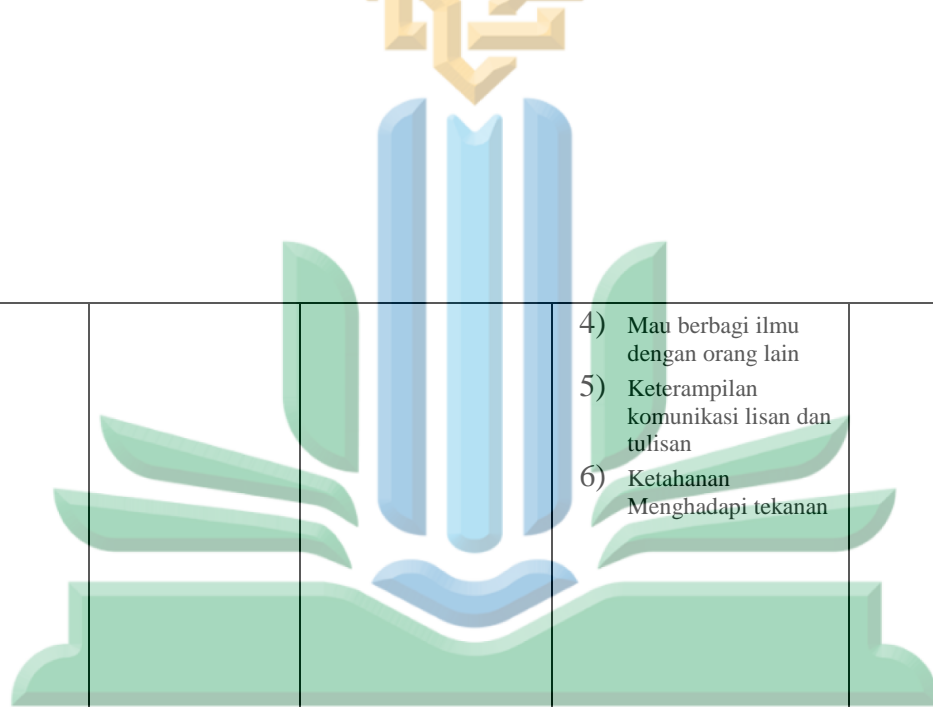 4) Mau berbagi ilmu
dengan orang lain
5) Keterampilan
komunikasi lisan dan
tulisan
6) Ketahanan
Menghadapi tekanan